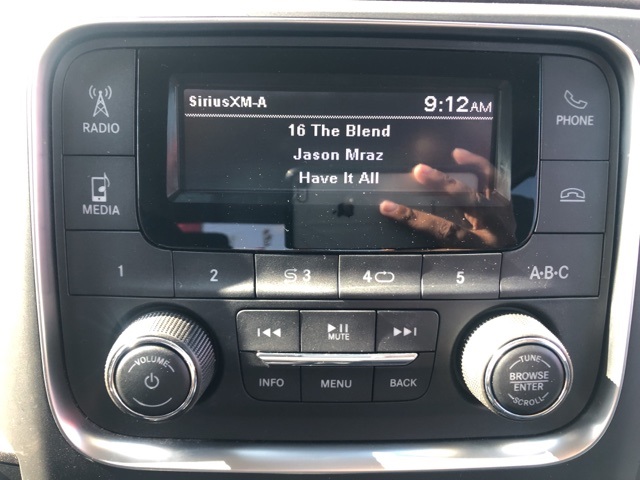 SiriusXM-A 9:12AM
16 The Blend
Jason Mraz
Have It All
RADIO
MEDIA
PHONE
1 2 3 4 5 A·B·C
MUTE
VOLUME
INFO MENU BACK
TUNE
BROWSE
ENTER
SCROLL